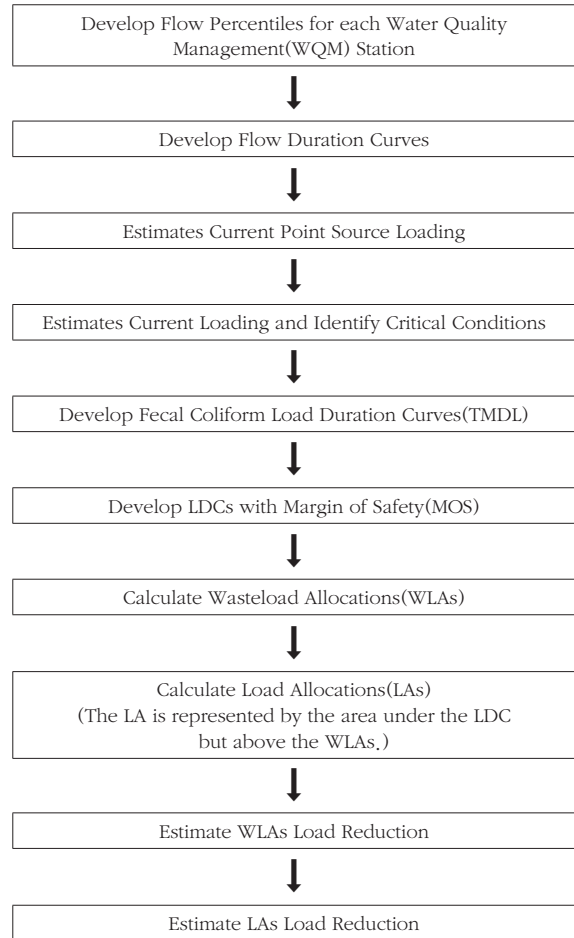 Develop Flow Percentiles for each Water Quality
Management(WQM) Station
Develop Flow Duration Curves
Estimates Current Point Source Loading
Estimates Current Loading and Identify Critical Conditions
Develop Fecal Coliform Load Duration Curves(TMDL)
Develop LDCs with Margin of Safety(MOS)
Calculate Wasteload Allocations(WLAs)
Calculate Load Allocations(LAs)
(The LA is represented by the area under the LDC
but above the WLAs.)
Estimate WLAs Load Reduction
Estimate LAs Load Reduction